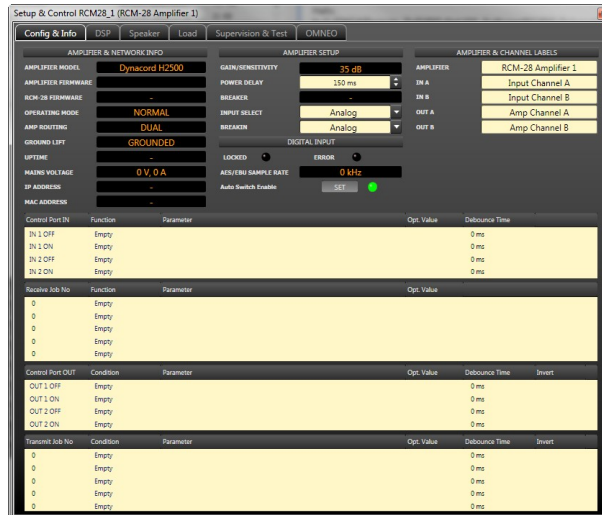 Setup & Control RCM28_1 (RCM-28 Amplifier 1)
Config & Info DSP Speaker Load Supervision & Test OMNEO
AMPLIFIER & NETWORK INFO AMPLIFIER SETUP AMPLIFIER & CHANNEL LABELS
AMPLIFIER MODEL Dynacord H2500 GAIN/SENSITIVITY 35 dB AMPLIFIER RCM-28 Amplifier 1
AMPLIFIER FIRMWARE POWER DELAY 150 ms IN A Input Channel A
RCM-28 FIRMWARE - BREAKER - IN B Input Channel B
OPERATING MODE NORMAL INPUT SELECT Analog OUT A Amp Channel A
AMP ROUTING DUAL BREAKIN Analog OUT B Amp Channel B
GROUND LIFT GROUNDED DIGITAL INPUT
UPTIME - LOCKED ERROR
MAINS VOLTAGE 0 V, 0 A AES/EBU SAMPLE RATE 0 kHz
IP ADDRESS - Auto Switch Enable SET
MAC ADDRESS -
Control Port IN Function Parameter Opt. Value Debounce Time
IN 1 OFF Empty 0 ms
IN 1 ON Empty 0 ms
IN 2 OFF Empty 0 ms
IN 2 ON Empty 0 ms
Receive Job No Function Parameter Opt. Value
0 Empty
0 Empty
0 Empty
0 Empty
0 Empty
Control Port OUT Condition Parameter Opt. Value Debounce Time Invert
OUT 1 OFF Empty 0 ms
OUT 1 ON Empty 0 ms
OUT 2 OFF Empty 0 ms
OUT 2 ON Empty 0 ms
Transmit Job No Condition Parameter Opt. Value Debounce Time Invert
0 Empty 0 ms
0 Empty 0 ms
0 Empty 0 ms
0 Empty 0 ms
0 Empty 0 ms